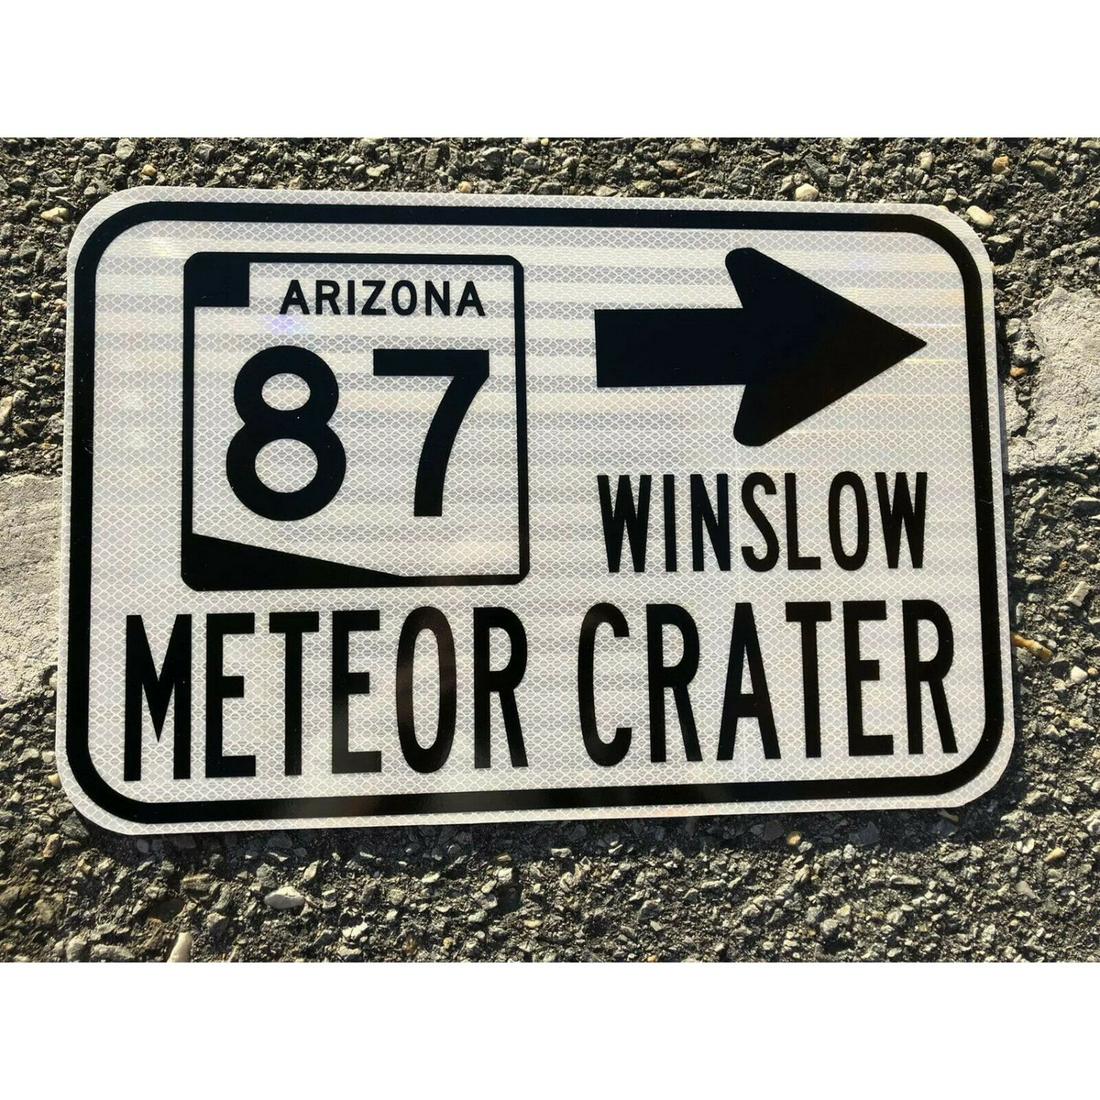 ARIZONA
87
WINSLOW
METEOR CRATER